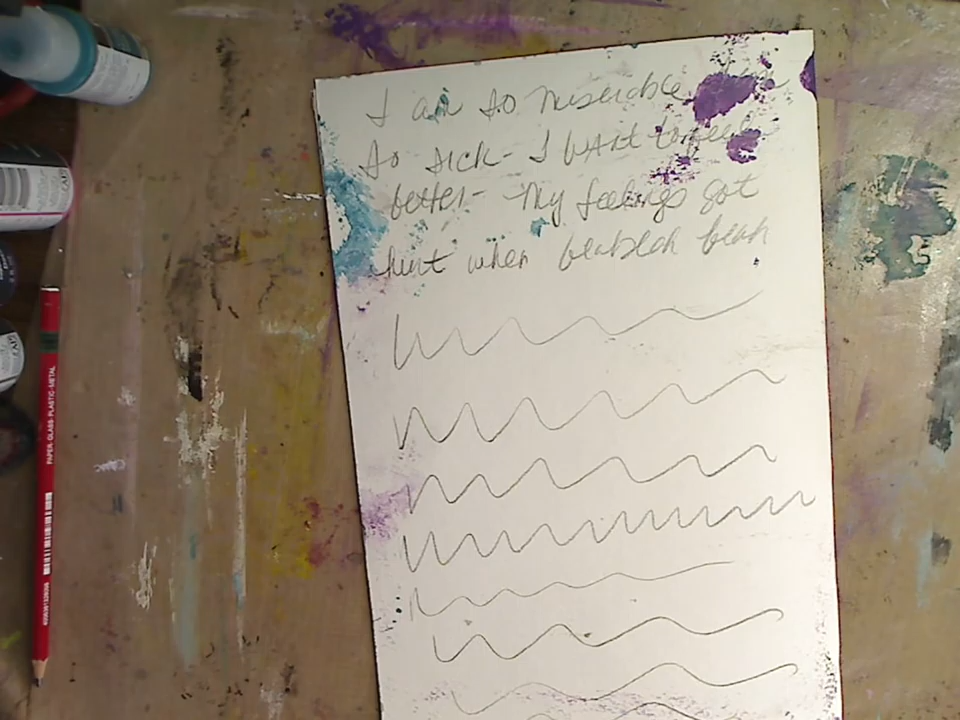 I am so miserable
So sick - I want to feel
better - My feelings got
hurt when blahblah blah
PAPER-GLASS-PLASTIC-METAL